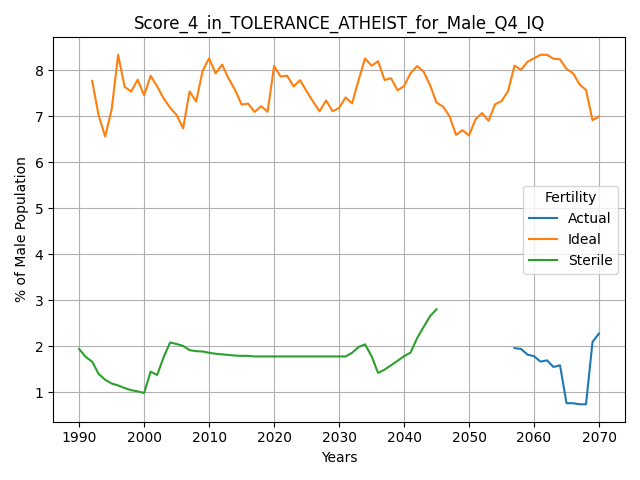 Score_4_in_TOLERANCE_ATHEIST_for_Male_Q4_IQ
% of Male Population
8
7
6
5
4
3
2
1
Fertility
Actual
Ideal
Sterile
1990 2000 2010 2020 2030 2040 2050 2060 2070
Years